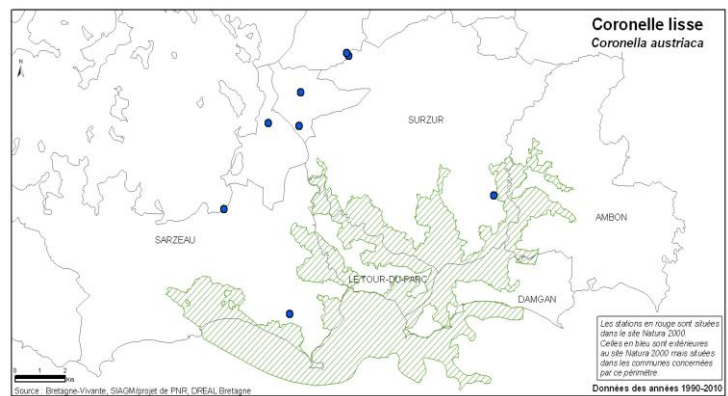 Coronelle lisse
Coronella austriaca
N
SURZUR
AMBON
SARZEAU
LE TOUR-DU-PARC
DAMGAN
Les stations en rouge sont situées
dans le site Natura 2000.
Celles en bleu sont extérieures
au site Natura 2000 mais situées
dans les communes concernées
par ce périmètre.
0 1 2
Km
Source : Bretagne-Vivante, SIAGM/projet de PNR, DREAL Bretagne
Données des années 1990-2010